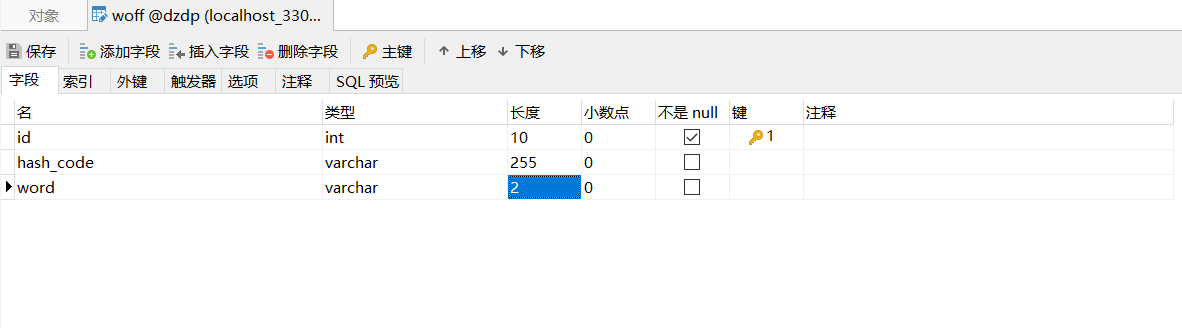 对象 woff @dzdp (localhost_330...
保存 添加字段 插入字段 删除字段 主键 上移 下移
字段 索引 外键 触发器 选项 注释 SQL 预览
名 类型 长度 小数点 不是 null 键 注释
id int 10 0 1
hash_code varchar 255 0
word varchar 2 0